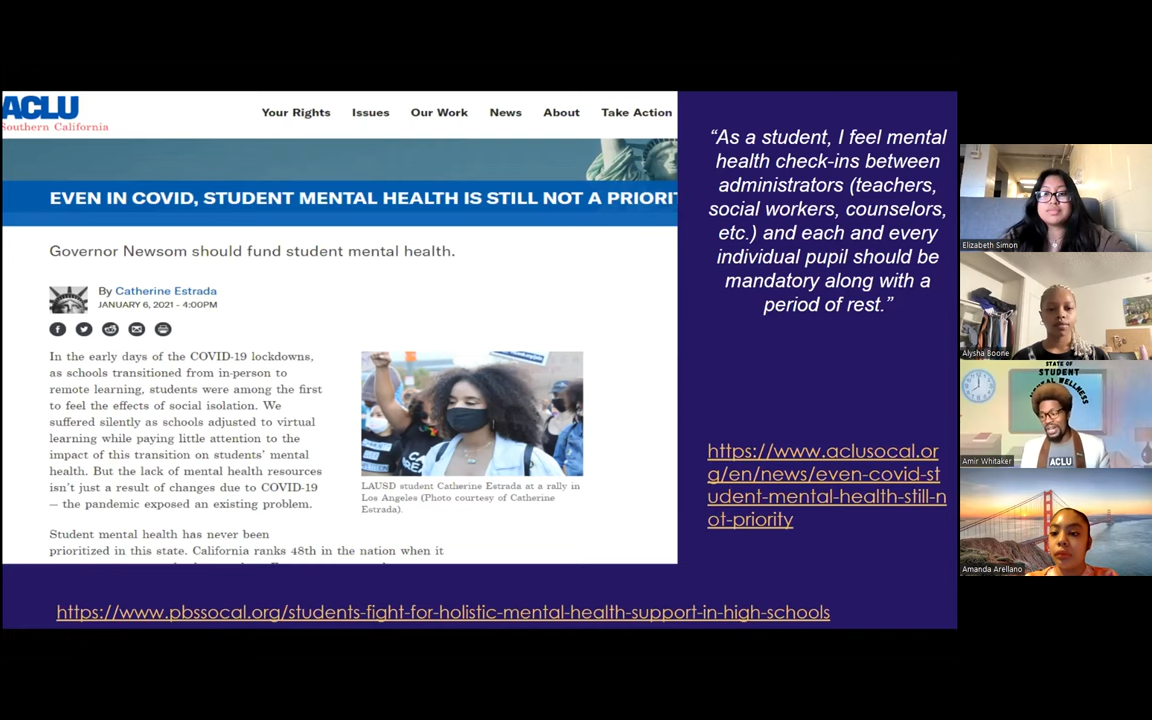 ACLU
Southern California
Your Rights Issues Our Work News About Take Action
EVEN IN COVID, STUDENT MENTAL HEALTH IS STILL NOT A PRIORIT
Governor Newsom should fund student mental health.
By Catherine Estrada
JANUARY 6, 2021 - 4:00PM
In the early days of the COVID-19 lockdowns,
as schools transitioned from in-person to
remote learning, students were among the first
to feel the effects of social isolation. We
suffered silently as schools adjusted to virtual
learning while paying little attention to the
impact of this transition on students' mental
health. But the lack of mental health resources
isn't just a result of changes due to COVID-19
– the pandemic exposed an existing problem.
Student mental health has never been
prioritized in this state. California ranks 48th in the nation when it
LAUSD student Catherine Estrada at a rally in
Los Angeles (Photo courtesy of Catherine
Estrada).
“As a student, I feel mental
health check-ins between
administrators (teachers,
social workers, counselors,
etc.) and each and every
individual pupil should be
mandatory along with a
period of rest.”
https://www.aclusocal.or
g/en/news/even-covid-st
udent-mental-health-still-n
ot-priority
https://www.pbssocal.org/students-fight-for-holistic-mental-health-support-in-high-schools
Elizabeth Simon
Alysha Boone
STATE OF
STUDENT
WELLNESS
ACLU
Amir Whitaker
Amanda Arellano